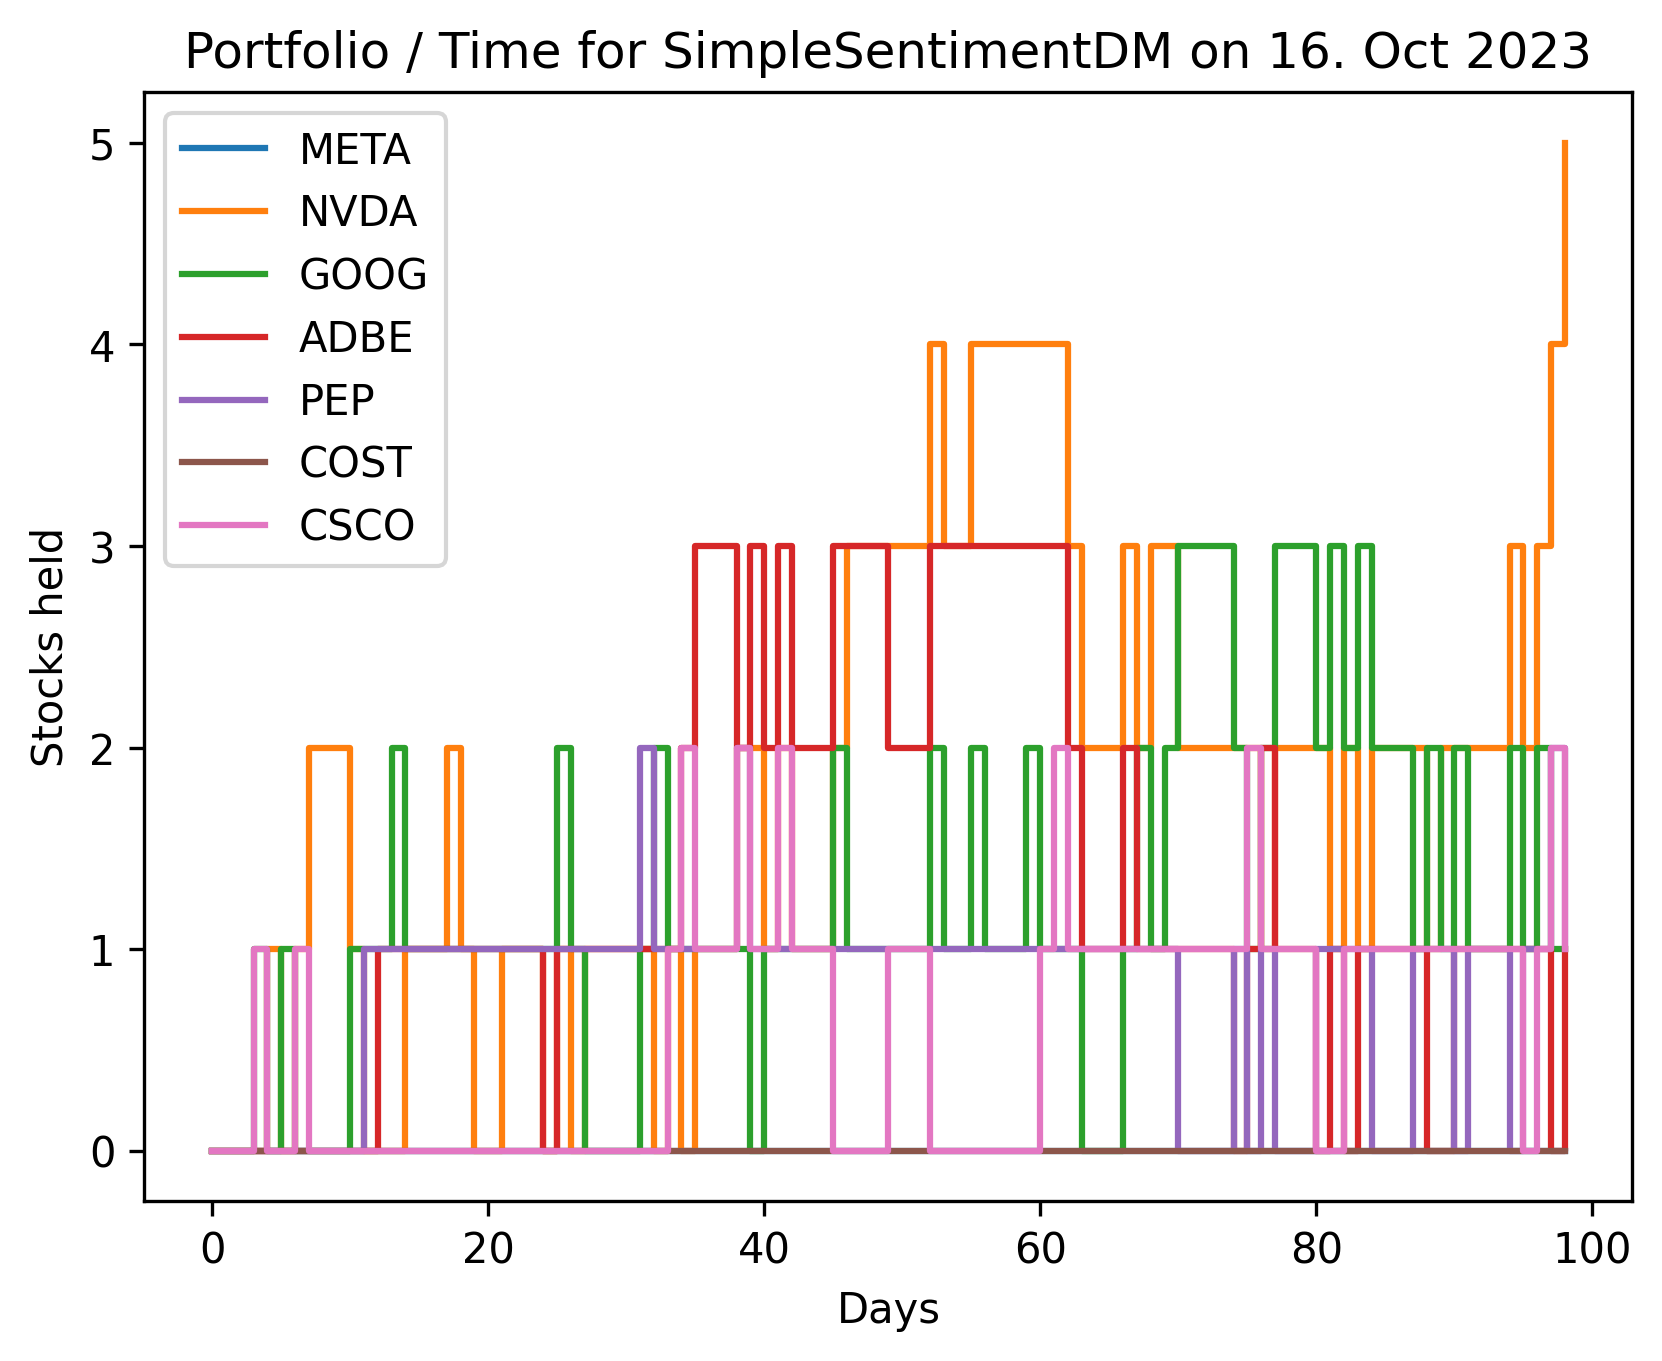 Portfolio / Time for SimpleSentimentDM on 16. Oct 2023
META
NVDA
GOOG
ADBE
PEP
COST
CSCO
Stocks held
5
4
3
2
1
0
0 20 40 60 80 100
Days